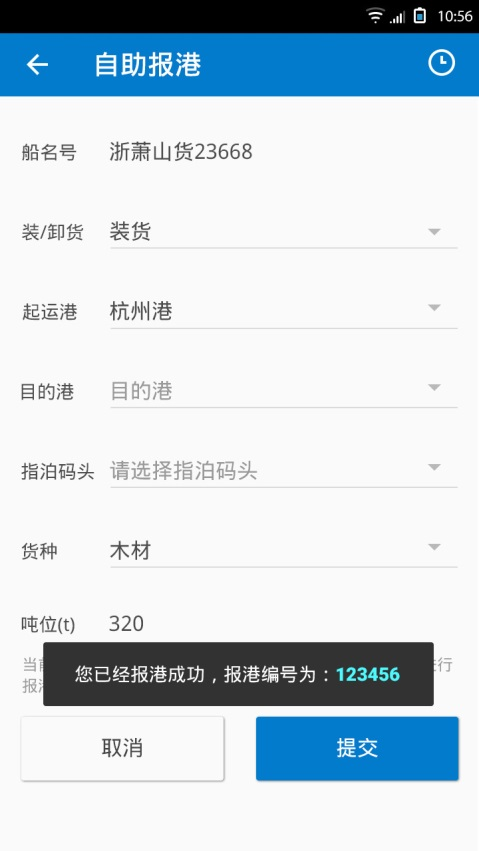 10:56
自助报港
船名号 浙萧山货23668
装/卸货 装货
起运港 杭州港
目的港 目的港
指泊码头 请选择指泊码头
货种 木材
吨位(t) 320
您已经报港成功，报港编号为：123456
取消 提交